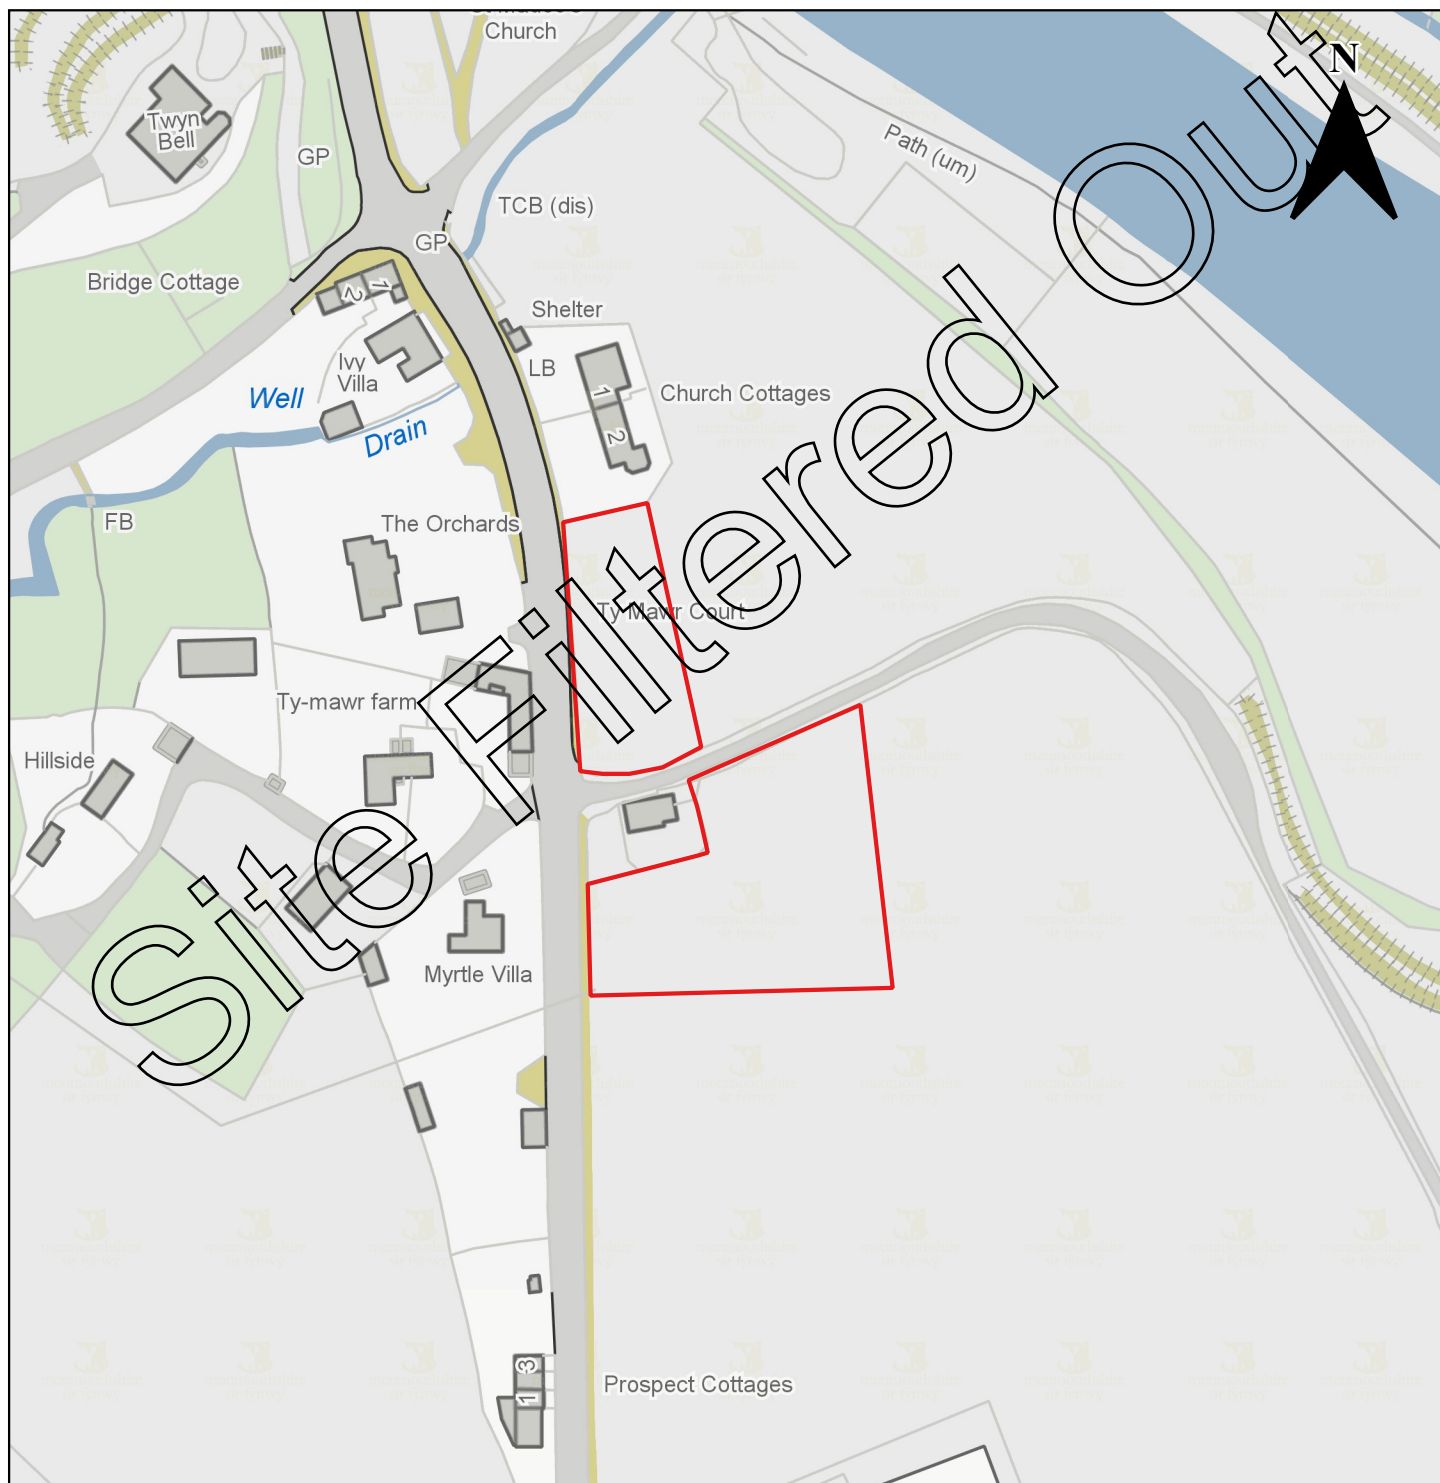 Church
N
Twyn
Bell
GP
Path (um)
TCB (dis)
GP
Bridge Cottage
1
2
Shelter
Ivy
Villa
LB
Well
1
Church Cottages
2
Drain
FB
The Orchards
Ty Mawr Court
Ty-mawr farm
Hillside
Myrtle Villa
Site Filtered Out
3
1
Prospect Cottages